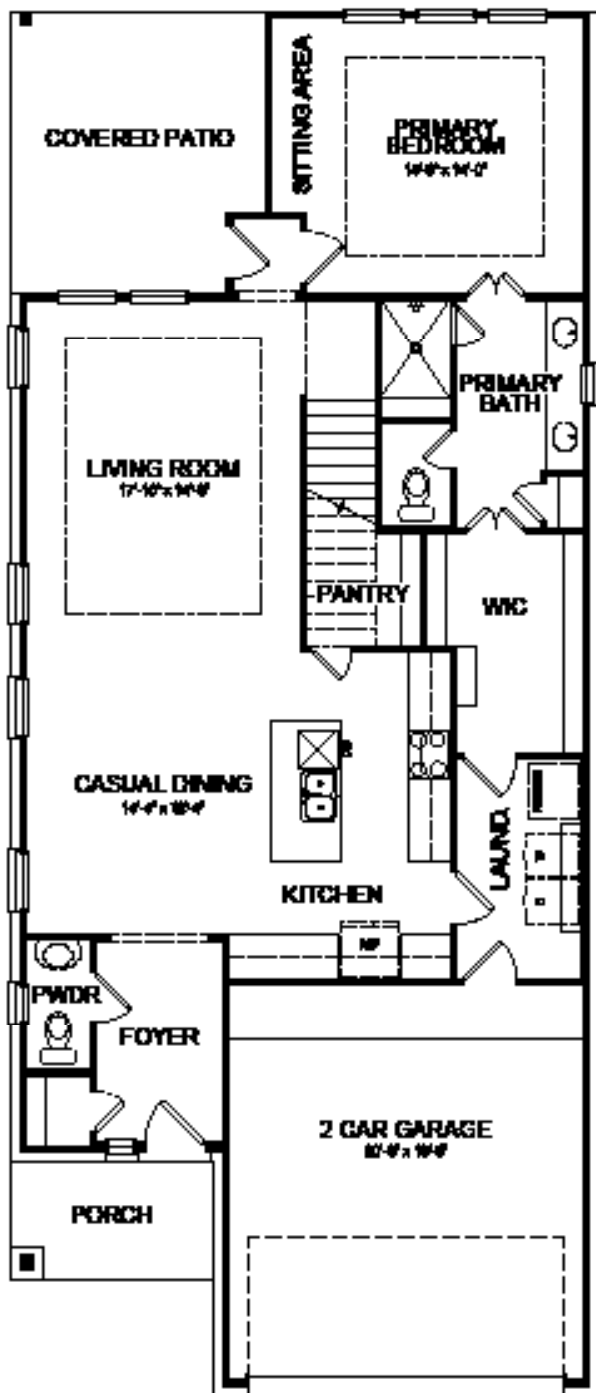 COVERED PATIO
SITTING AREA
PRIMARY
BEDROOM
PRIMARY
BATH
LIVING ROOM
PANTRY
WIC
CASUAL DINING
LAUND.
KITCHEN
PWDR
FOYER
2 CAR GARAGE
PORCH